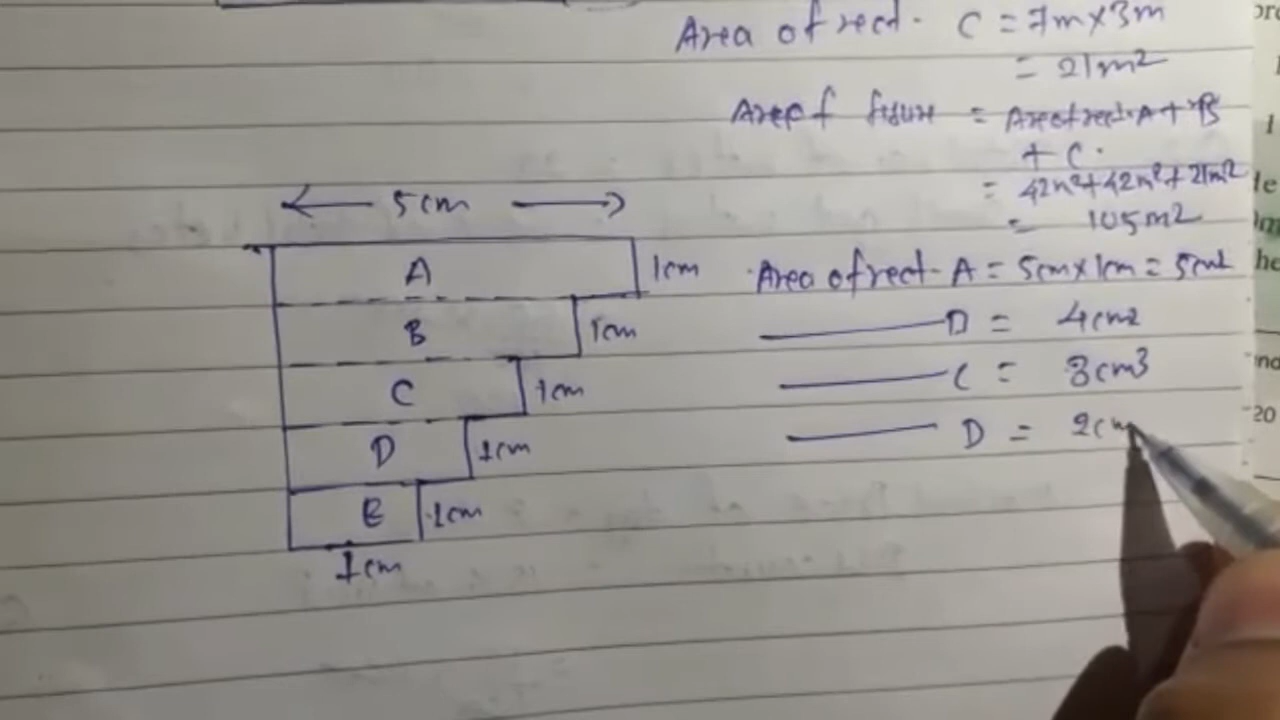 Area of rect. C = 7m x 3m
= 21m2
Area of figure = Area of rect. A + B
+ C.
= 42m2 + 42m2 + 21m2
= 105m2
5cm
A 1cm
Area of rect. A = 5cm x 1cm = 5cm2
B 1cm
D = 4cm2
C 1cm
C = 3cm3
D 1cm
D = 2cm
E 1cm
1cm